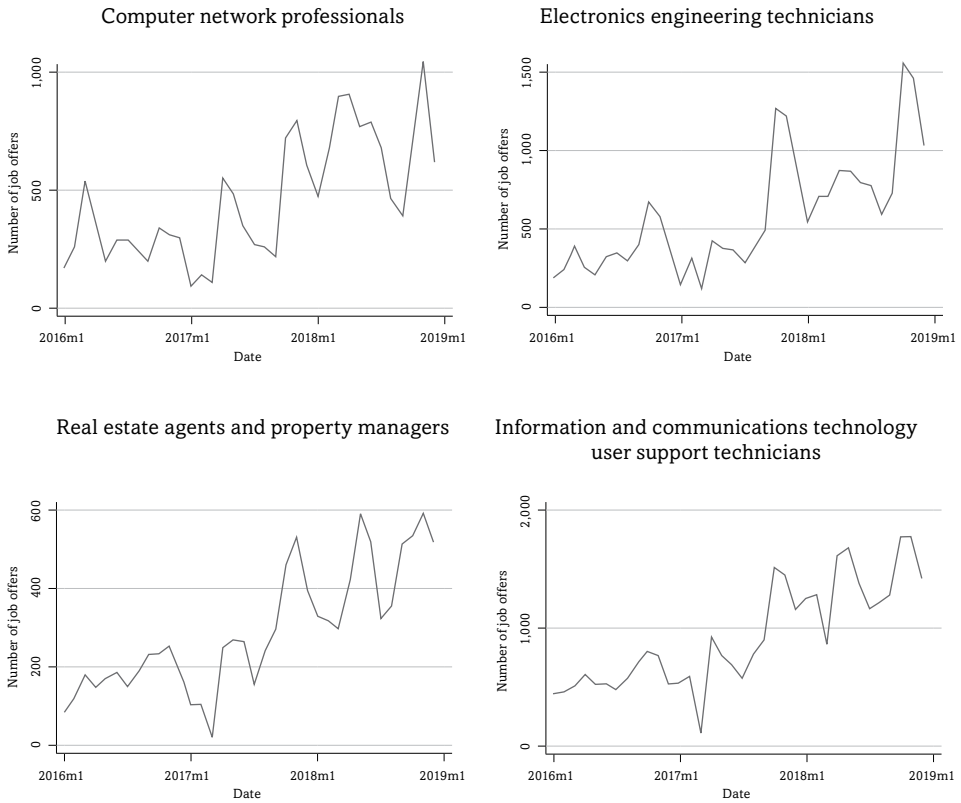 Computer network professionals
Number of job offers
1,000
500
0
2016m1 2017m1 2018m1 2019m1
Date
Electronics engineering technicians
Number of job offers
1,500
1,000
500
0
2016m1 2017m1 2018m1 2019m1
Date
Real estate agents and property managers
Number of job offers
600
400
200
0
2016m1 2017m1 2018m1 2019m1
Date
Information and communications technology
user support technicians
Number of job offers
2,000
1,000
0
2016m1 2017m1 2018m1 2019m1
Date